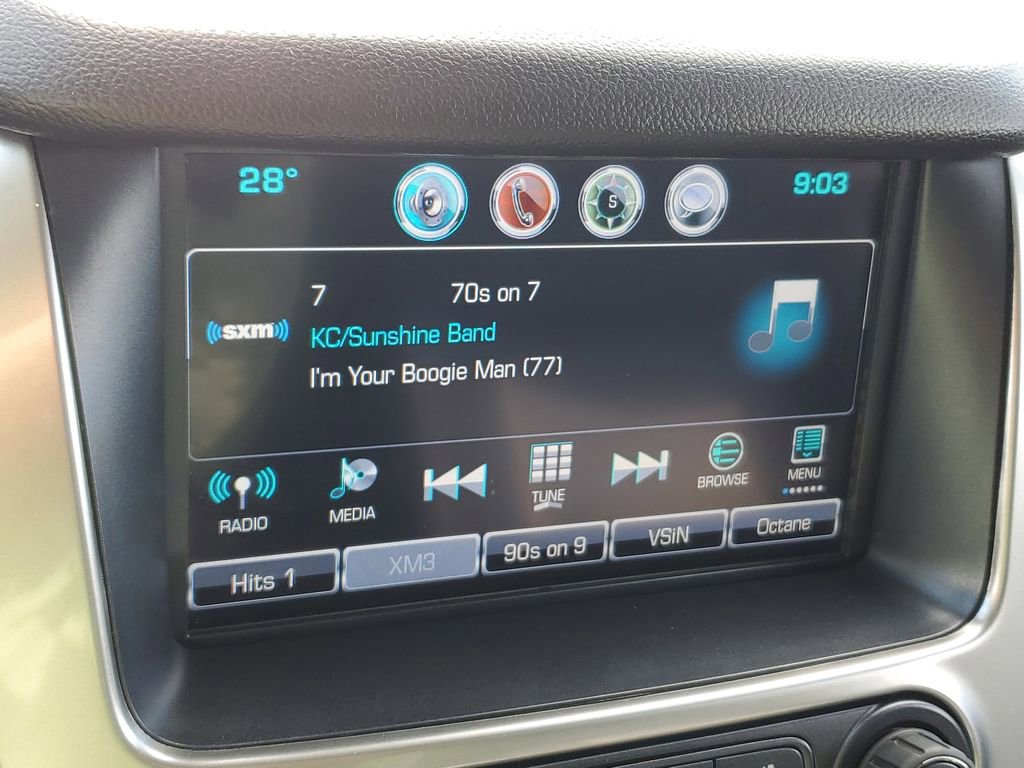 28° S 9:03
7 70s on 7
sxm
KC/Sunshine Band
I'm Your Boogie Man (77)
RADIO MEDIA TUNE BROWSE MENU
Hits 1 XM3 90s on 9 VSiN Octane